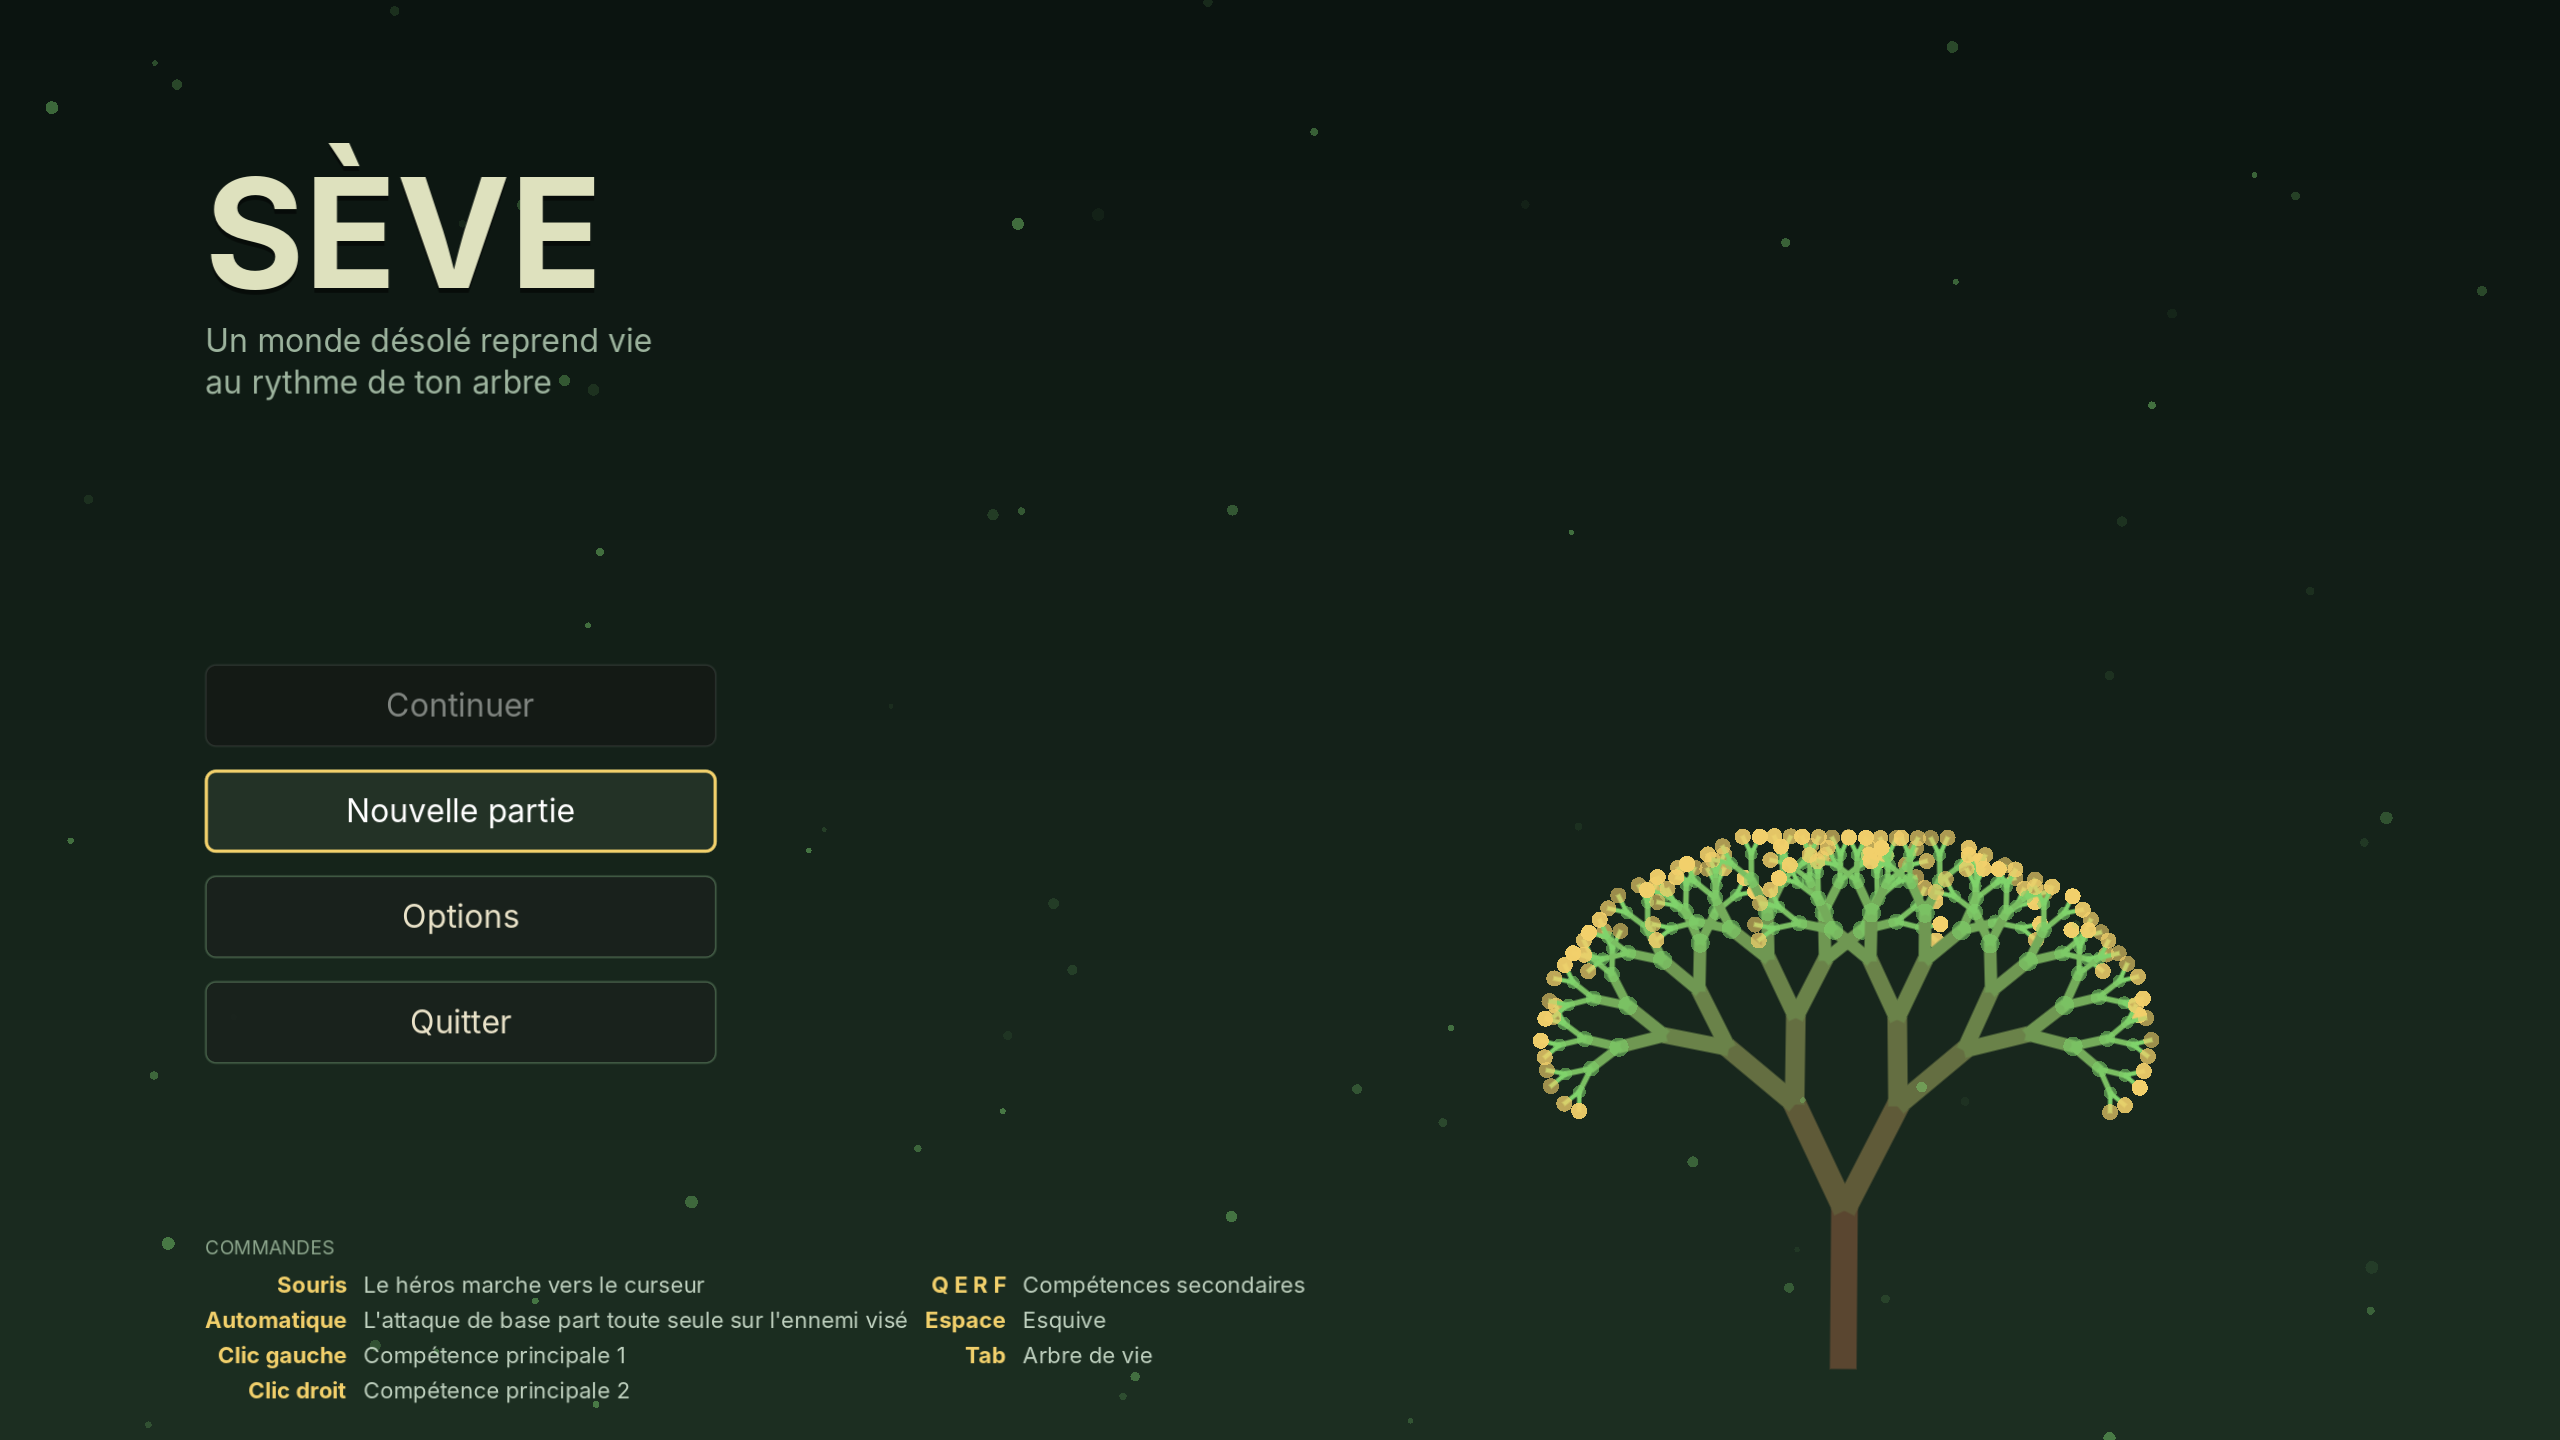 SÈVE
Un monde désolé reprend vie
au rythme de ton arbre
Continuer
Nouvelle partie
Options
Quitter
COMMANDES
Souris Le héros marche vers le curseur
Automatique L'attaque de base part toute seule sur l'ennemi visé
Clic gauche Compétence principale 1
Clic droit Compétence principale 2
Q E R F Compétences secondaires
Espace Esquive
Tab Arbre de vie